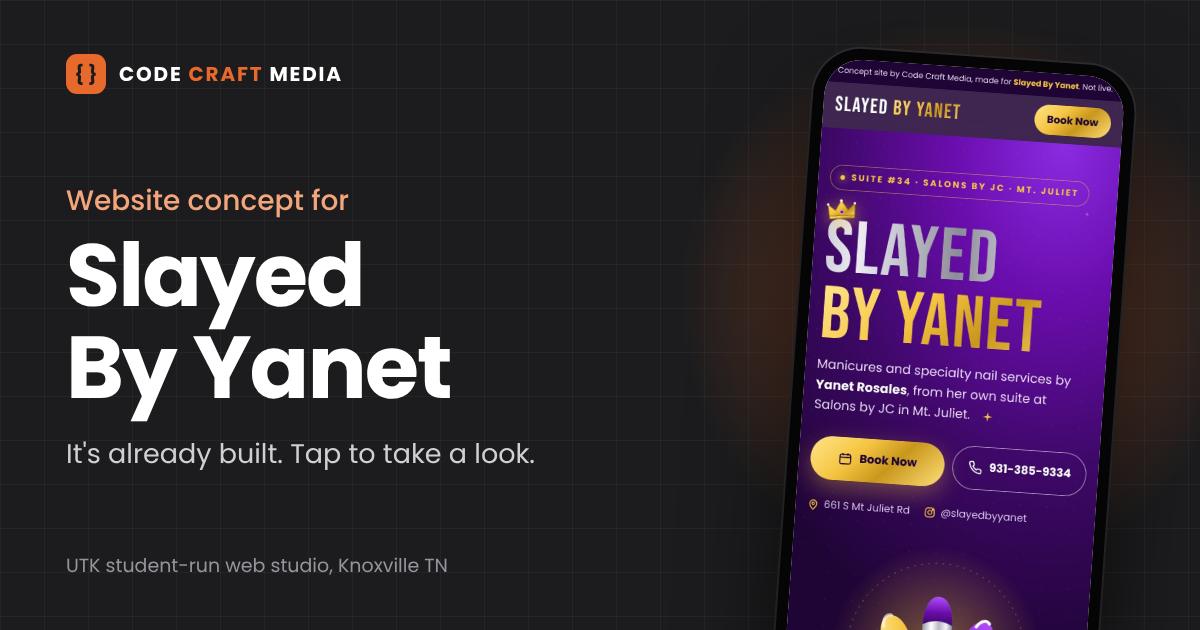 { } CODE CRAFT MEDIA
Website concept for
Slayed
By Yanet
It's already built. Tap to take a look.
UTK student-run web studio, Knoxville TN
Concept site by Code Craft Media, made for Slayed By Yanet. Not live.
SLAYED BY YANET
Book Now
SUITE #34 · SALONS BY JC · MT. JULIET
SLAYED
BY YANET
Manicures and specialty nail services by
Yanet Rosales, from her own suite at
Salons by JC in Mt. Juliet.
Book Now
931-385-9334
661 S Mt Juliet Rd
@slayedbyyanet